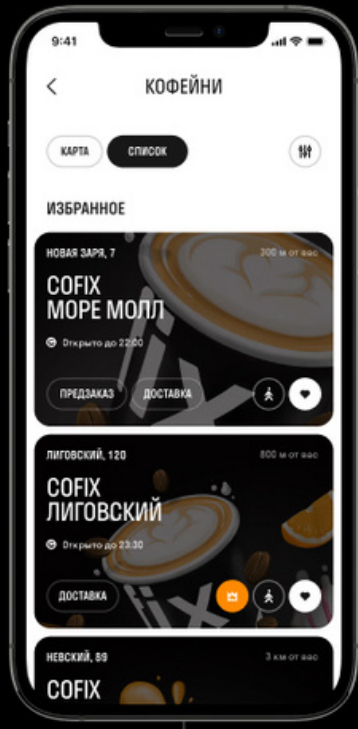 9:41
КОФЕЙНИ
КАРТА
СПИСОК
ИЗБРАННОЕ
НОВАЯ ЗАРЯ, 7
300 м от вас
COFIX
МОРЕ МОЛЛ
Открыто до 22:00
ПРЕДЗАКАЗ
ДОСТАВКА
ЛИГОВСКИЙ, 120
800 м от вас
COFIX
ЛИГОВСКИЙ
Открыто до 23:30
ДОСТАВКА
НЕВСКИЙ, 89
3 км от вас
COFIX